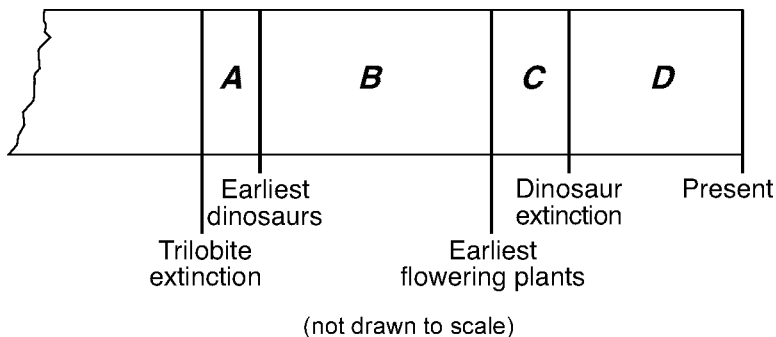 A B C D
Earliest
dinosaurs
Dinosaur
extinction
Present
Trilobite
extinction
Earliest
flowering plants
(not drawn to scale)